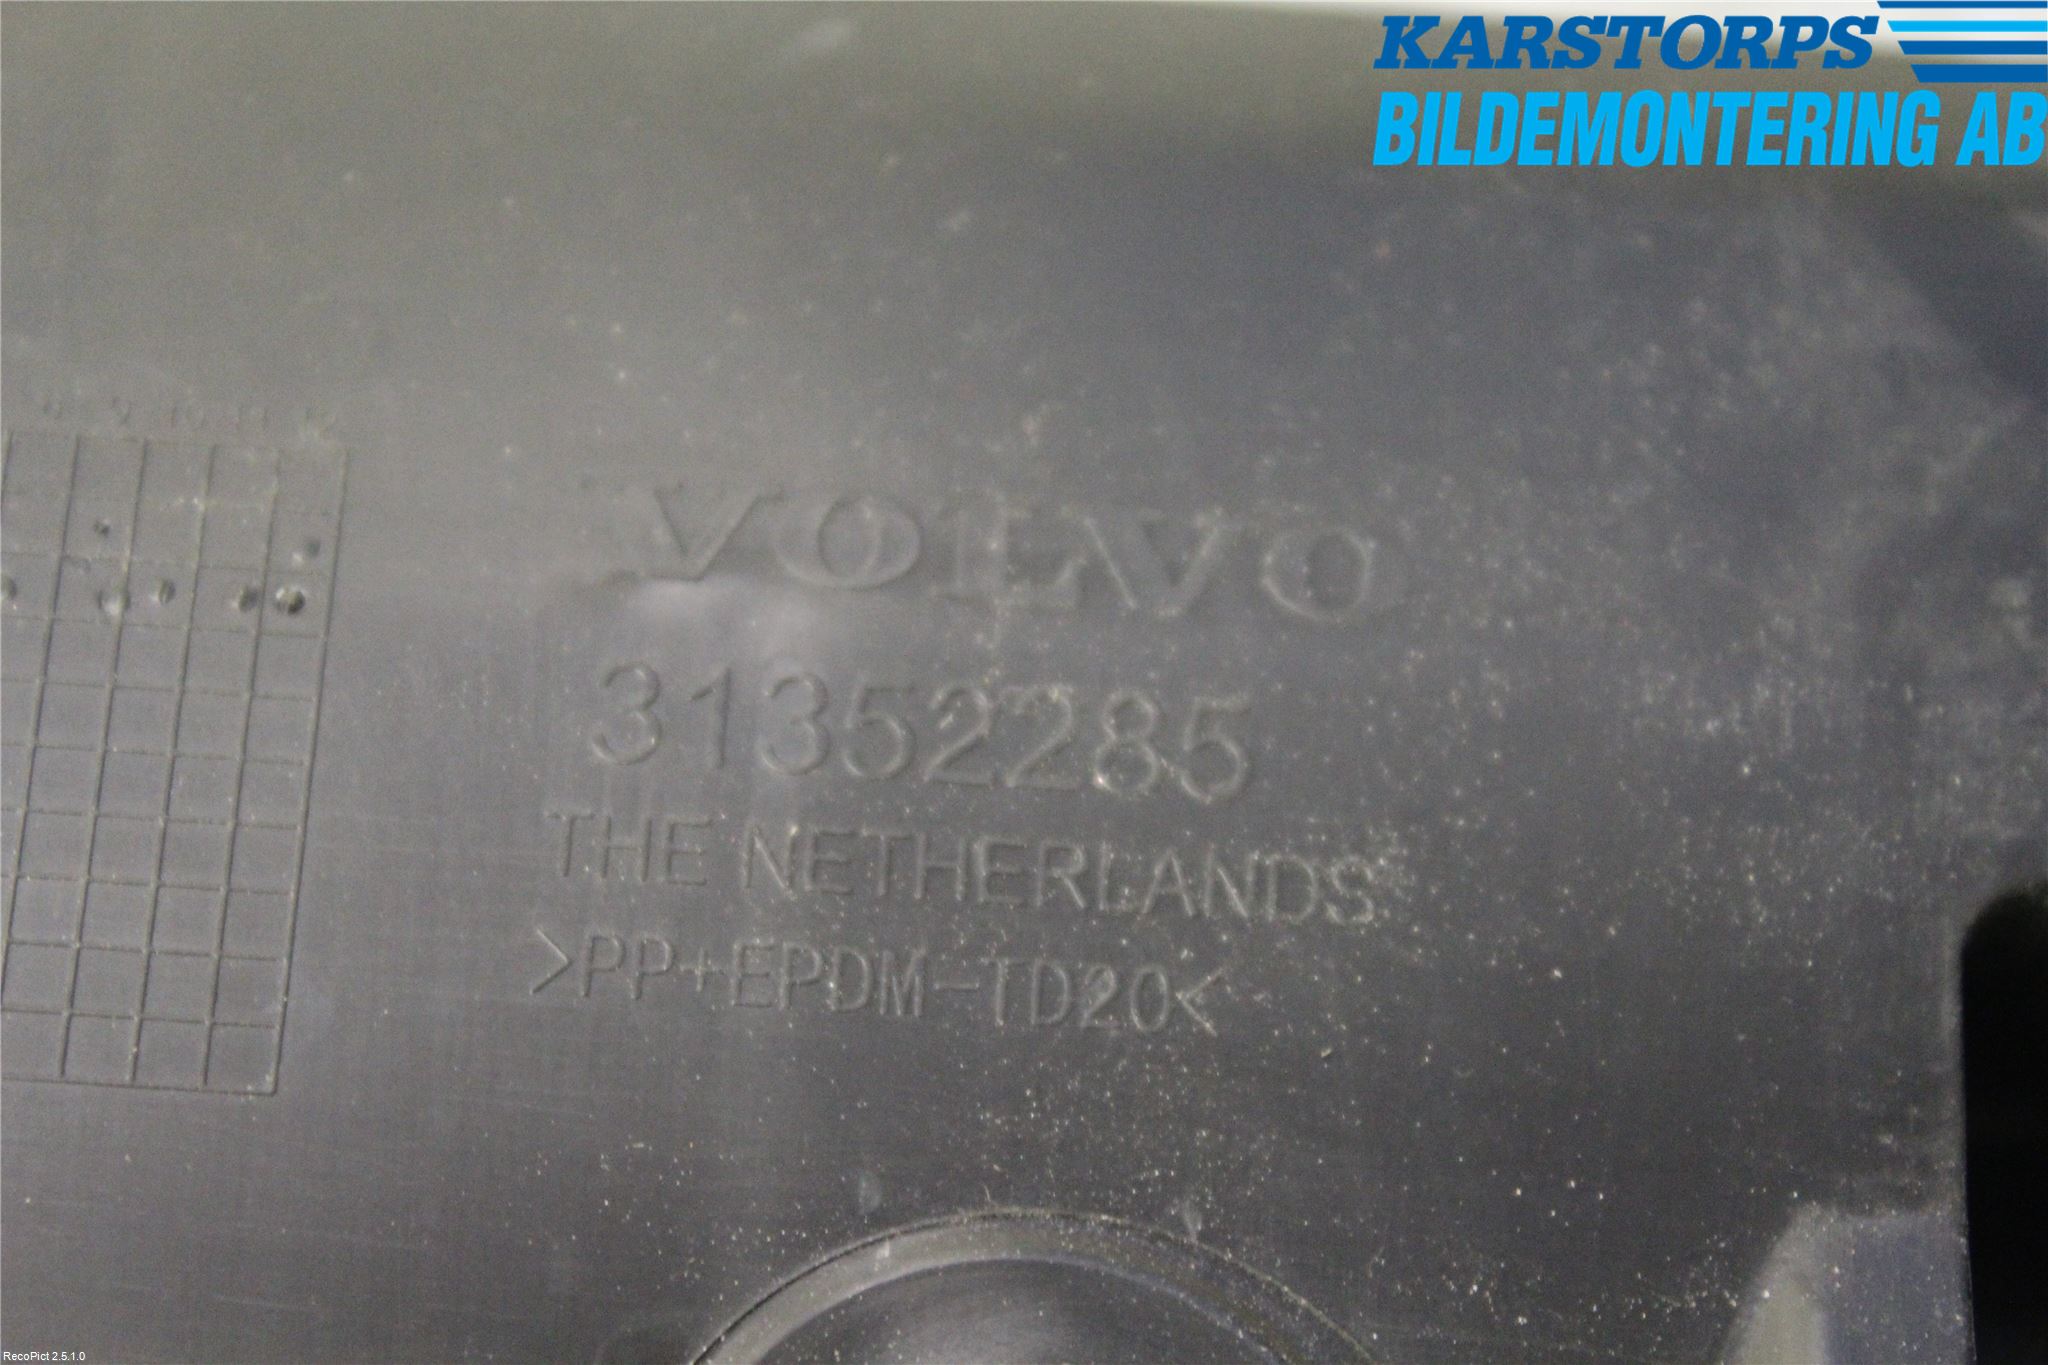 KARSTORPS
BILDEMONTERING AB
VOLVO
31352285
THE NETHERLANDS
>PP+EPDM-TD20<
RecoPict 2.5.1.0